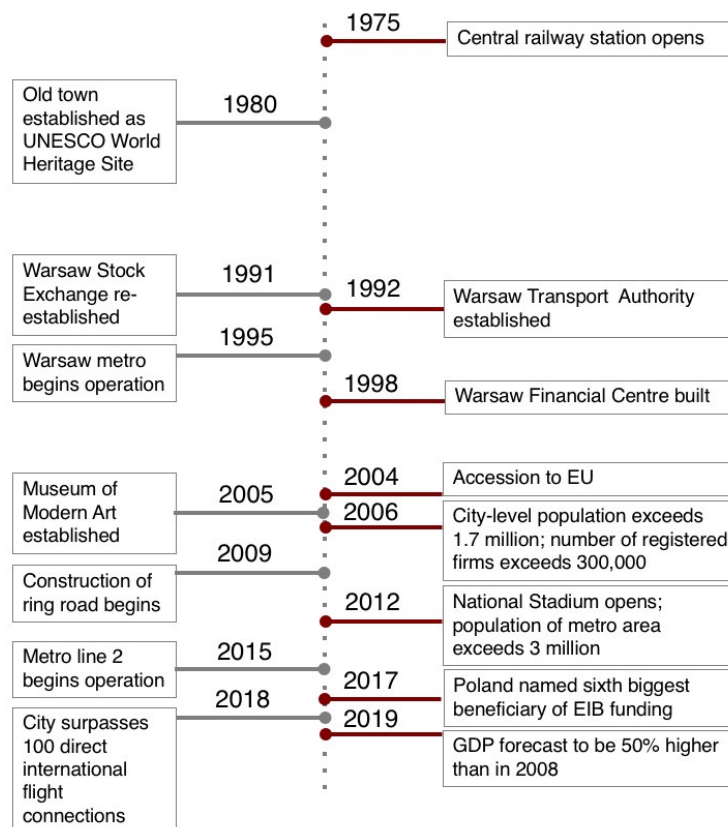 1975
Central railway station opens
1980
Old town
established as
UNESCO World
Heritage Site
1991
Warsaw Stock
Exchange re-
established
1992
Warsaw Transport Authority
established
1995
Warsaw metro
begins operation
1998
Warsaw Financial Centre built
2004
Accession to EU
2005
Museum of
Modern Art
established
2006
City-level population exceeds
1.7 million; number of registered
firms exceeds 300,000
2009
Construction of
ring road begins
2012
National Stadium opens;
population of metro area
exceeds 3 million
2015
Metro line 2
begins operation
2017
Poland named sixth biggest
beneficiary of EIB funding
2018
City surpasses
100 direct
international
flight
connections
2019
GDP forecast to be 50% higher
than in 2008